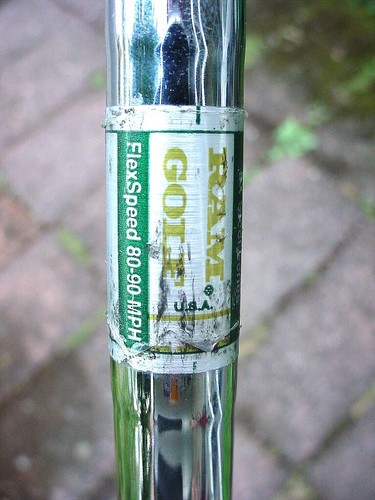 RAM
GOLF
U.S.A.
FlexSpeed 80-90 MPH